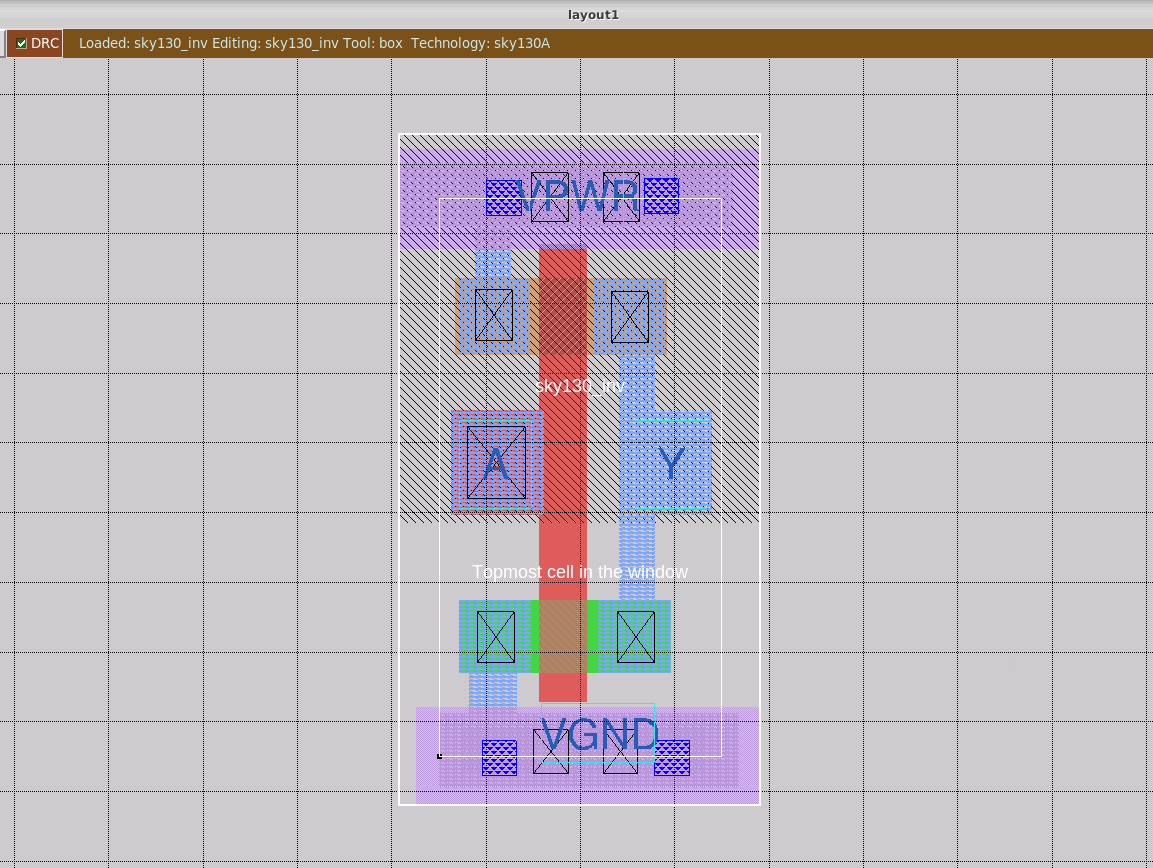 layout1
DRC Loaded: sky130_inv Editing: sky130_inv Tool: box Technology: sky130A
VPWR
sky130_inv
A Y
Topmost cell in the window
VGND